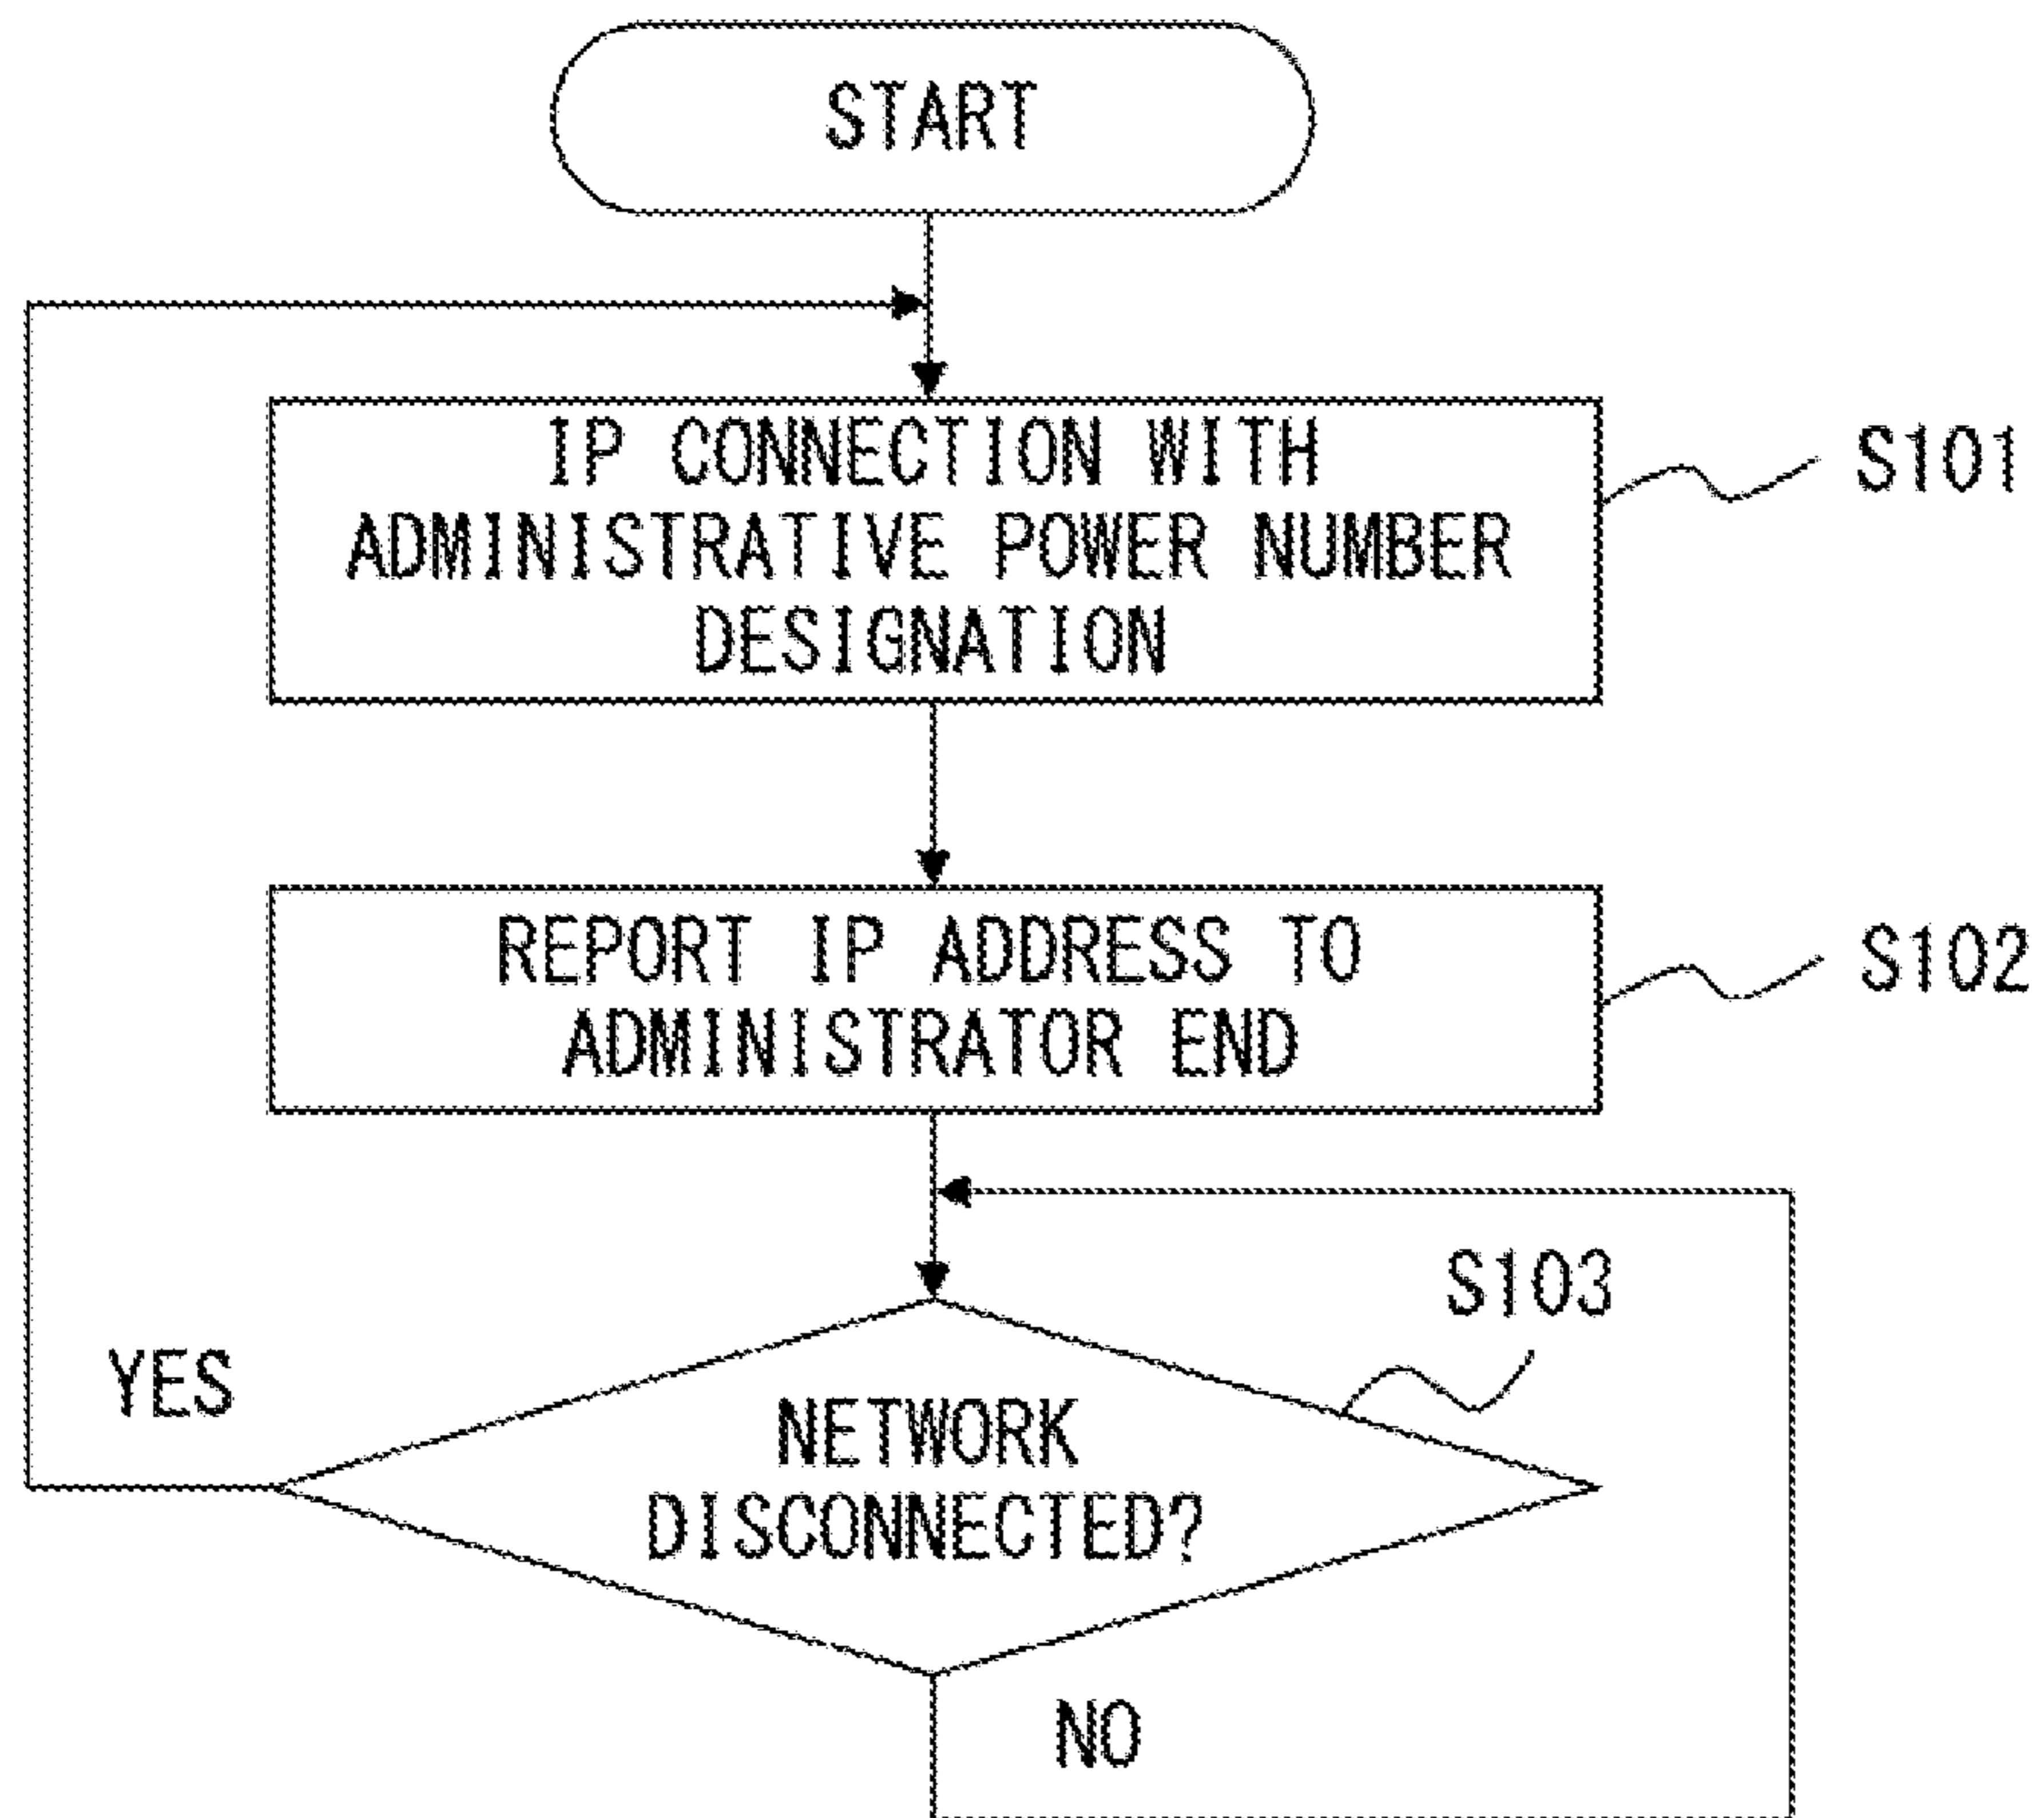 START
IP CONNECTION WITH
ADMINISTRATIVE POWER NUMBER
DESIGNATION
S101
REPORT IP ADDRESS TO
ADMINISTRATOR END
S102
S103
YES
NETWORK
DISCONNECTED?
NO